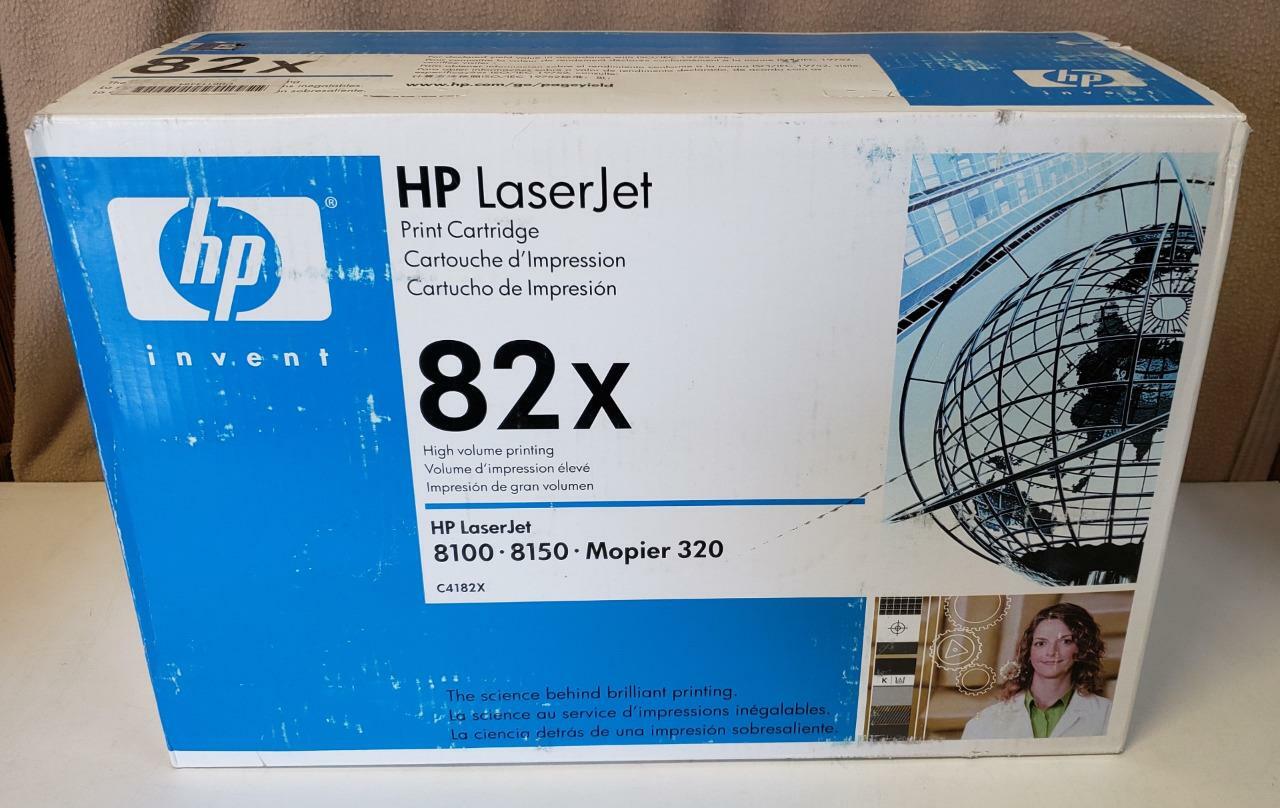 82X
www.hp.com/go/pageyield
hp
invent
hp
®
invent
HP LaserJet
Print Cartridge
Cartouche d'Impression
Cartucho de Impresión
82X
High volume printing
Volume d'impression élevé
Impresión de gran volumen
HP LaserJet
8100 · 8150 · Mopier 320
C4182X
K
The science behind brilliant printing.
La science au service d'impressions inégalables.
La ciencia detrás de una impresión sobresaliente.